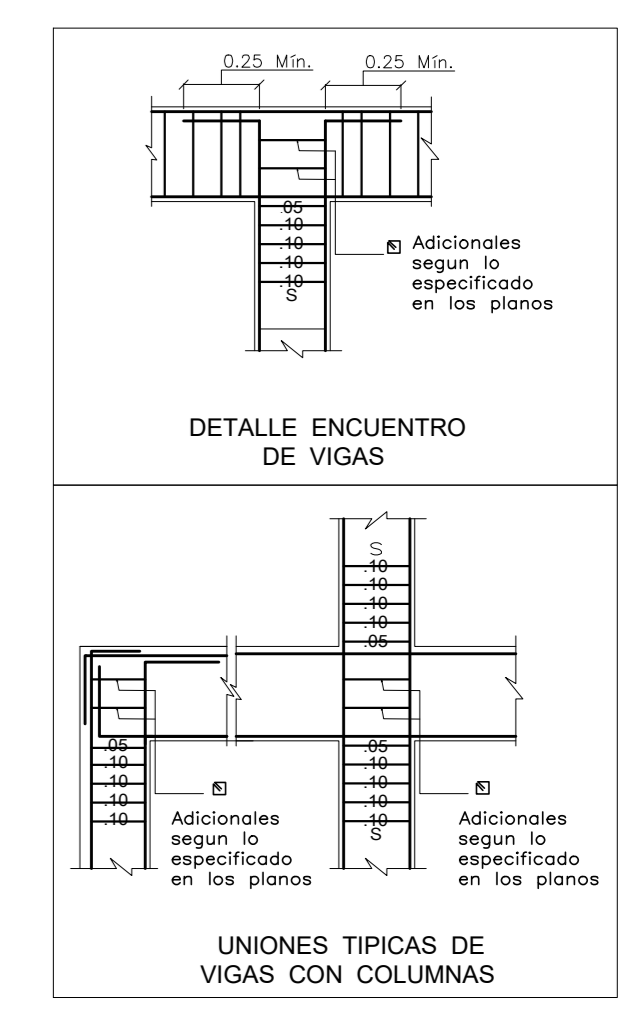 0.25 Mín. 0.25 Mín.
.05
.10
.10
.10
.10
S
Adicionales
segun lo
especificado
en los planos
DETALLE ENCUENTRO
DE VIGAS
S
.10
.10
.10
.10
.05
.05
.10
.10
.10
.10
Adicionales
segun lo
especificado
en los planos
.05
.10
.10
.10
.10
S
Adicionales
segun lo
especificado
en los planos
UNIONES TIPICAS DE
VIGAS CON COLUMNAS